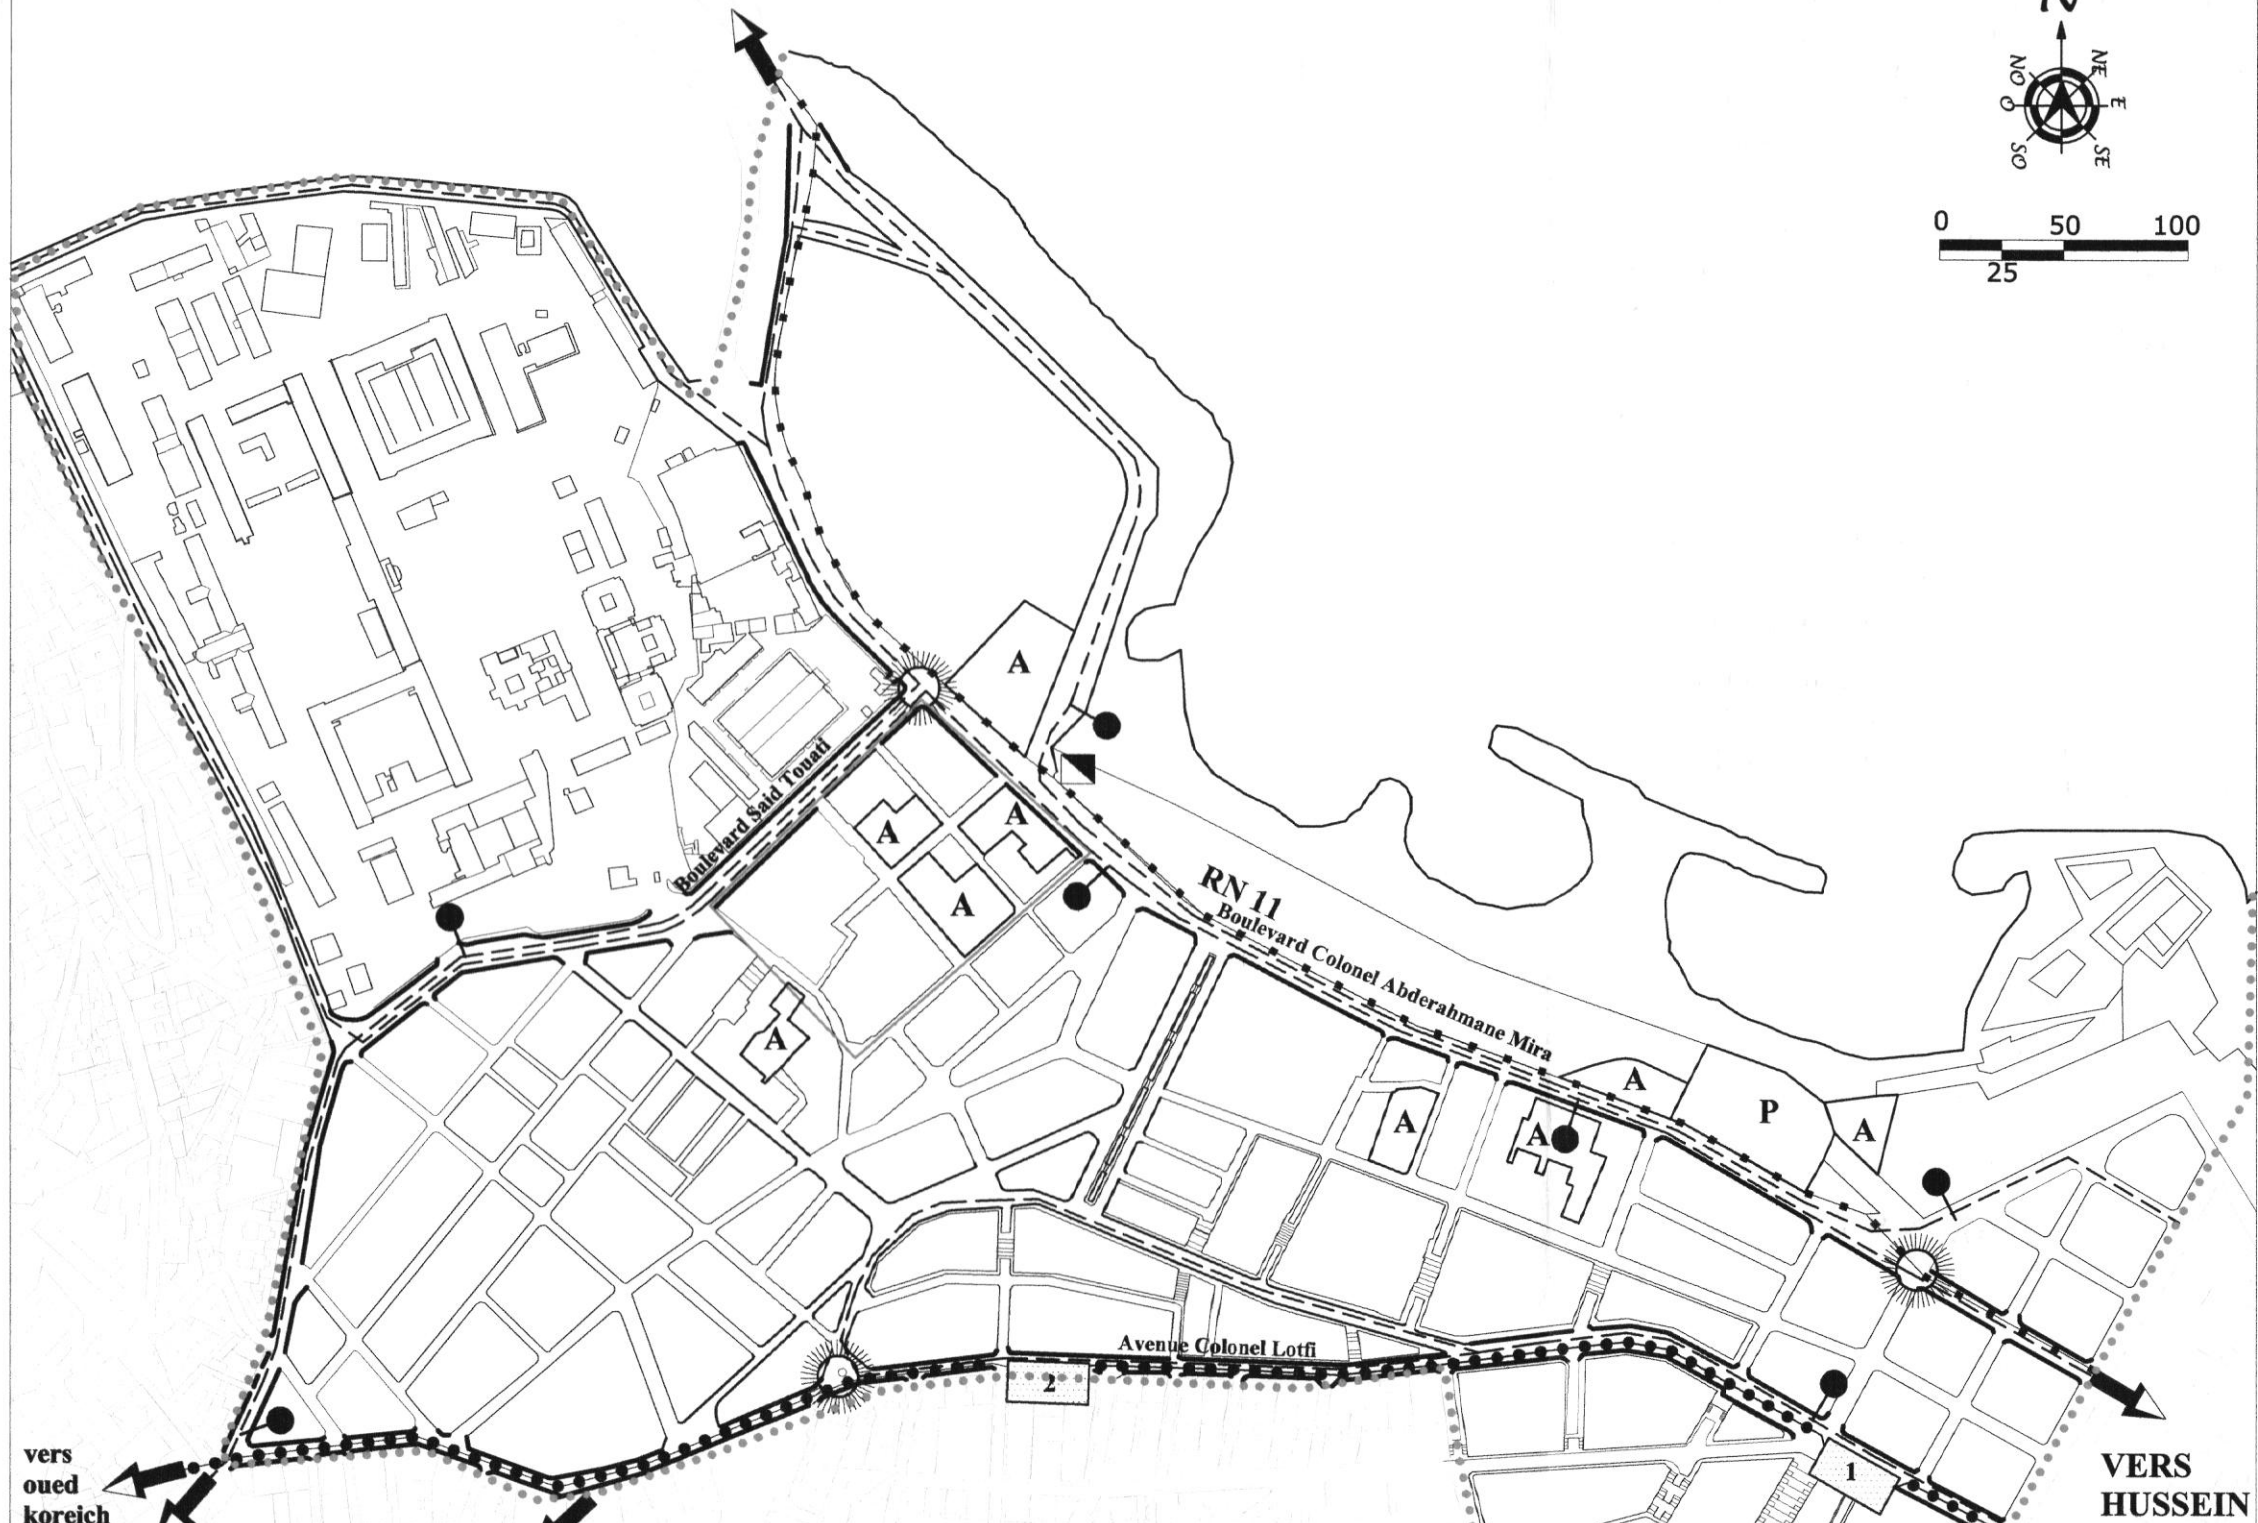 N
NO
NE
O
E
SO
SE
0 50 100
25
A
Boulevard Said Touati
A
A
A
RN 11
Boulevard Colonel Abderahmane Mira
A
A
P
A
A
A
Avenue Colonel Lotfi
2
1
vers
oued
koreich
VERS
HUSSEIN